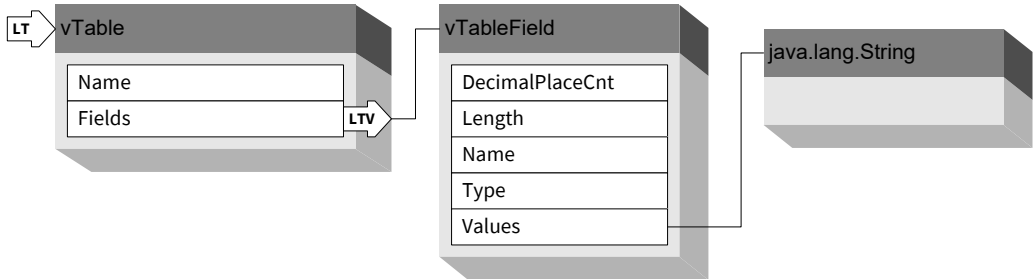 LT
vTable
Name
Fields
LTV
vTableField
DecimalPlaceCnt
Length
Name
Type
Values
java.lang.String